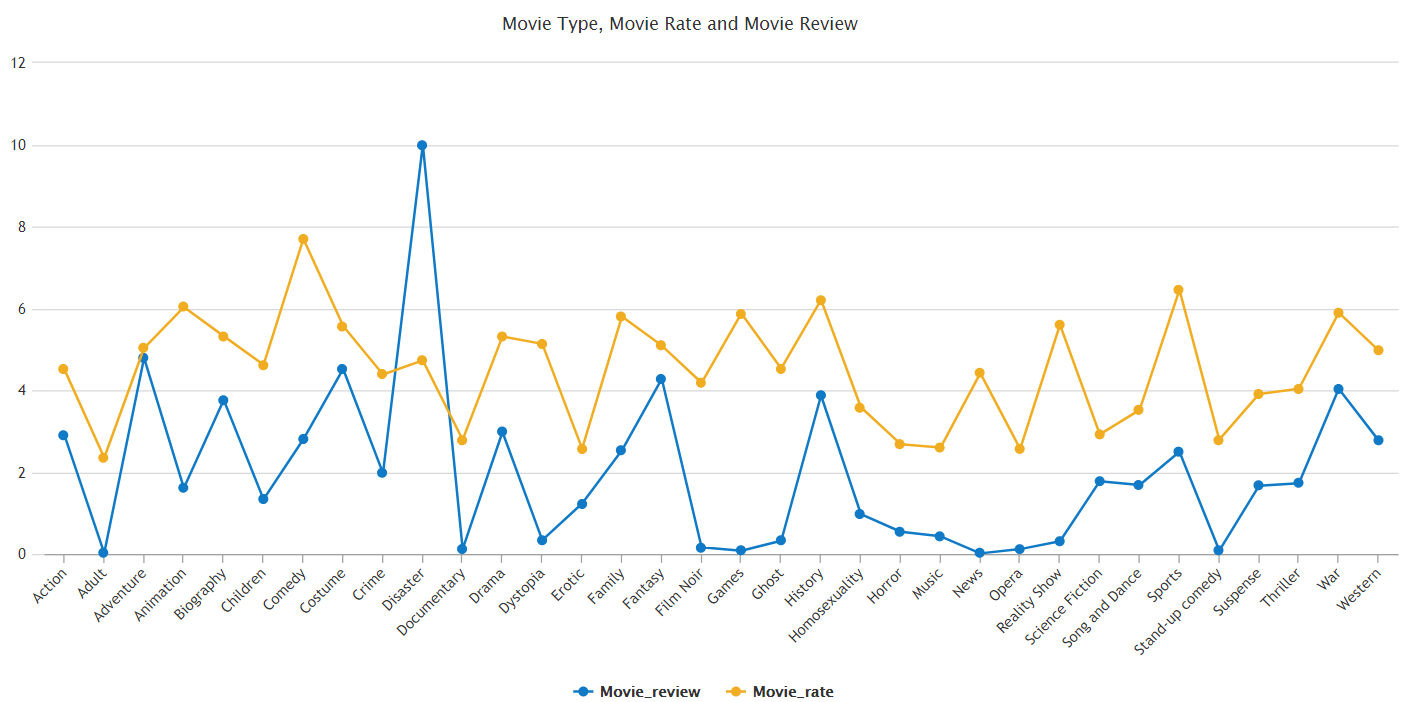 Movie Type, Movie Rate and Movie Review
12
10
8
6
4
2
0
Action
Adult
Adventure
Animation
Biography
Children
Comedy
Costume
Crime
Disaster
Documentary
Drama
Dystopia
Erotic
Family
Fantasy
Film Noir
Games
Ghost
History
Homosexuality
Horror
Music
News
Opera
Reality Show
Science Fiction
Song and Dance
Sports
Stand-up comedy
Suspense
Thriller
War
Western
Movie_review
Movie_rate